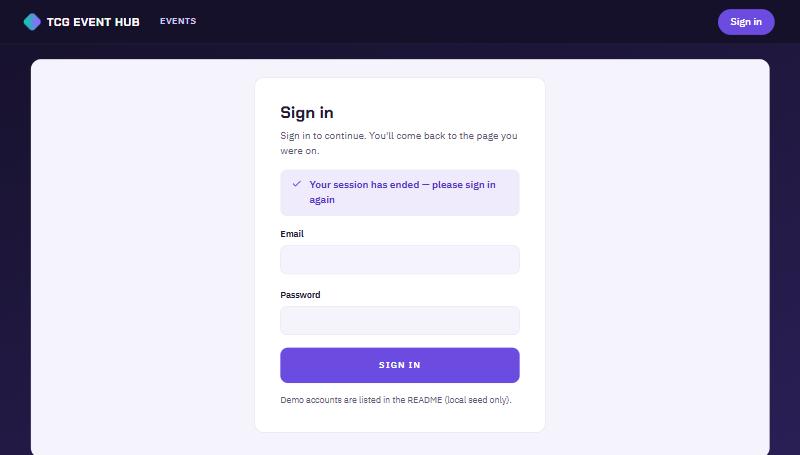 TCG EVENT HUB
EVENTS
Sign in
Sign in
Sign in to continue. You'll come back to the page you
were on.
Your session has ended — please sign in
again
Email
Password
SIGN IN
Demo accounts are listed in the README (local seed only).